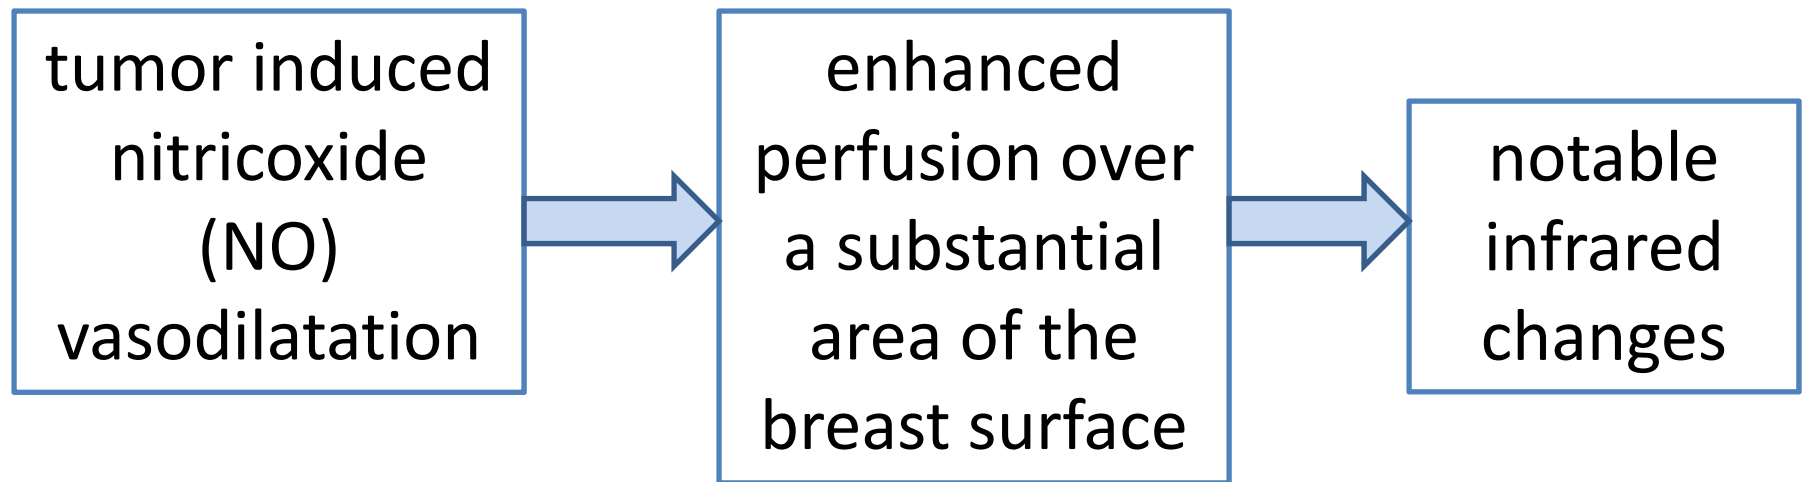 tumor induced
nitricoxide
(NO)
vasodilatation
enhanced
perfusion over
a substantial
area of the
breast surface
notable
infrared
changes